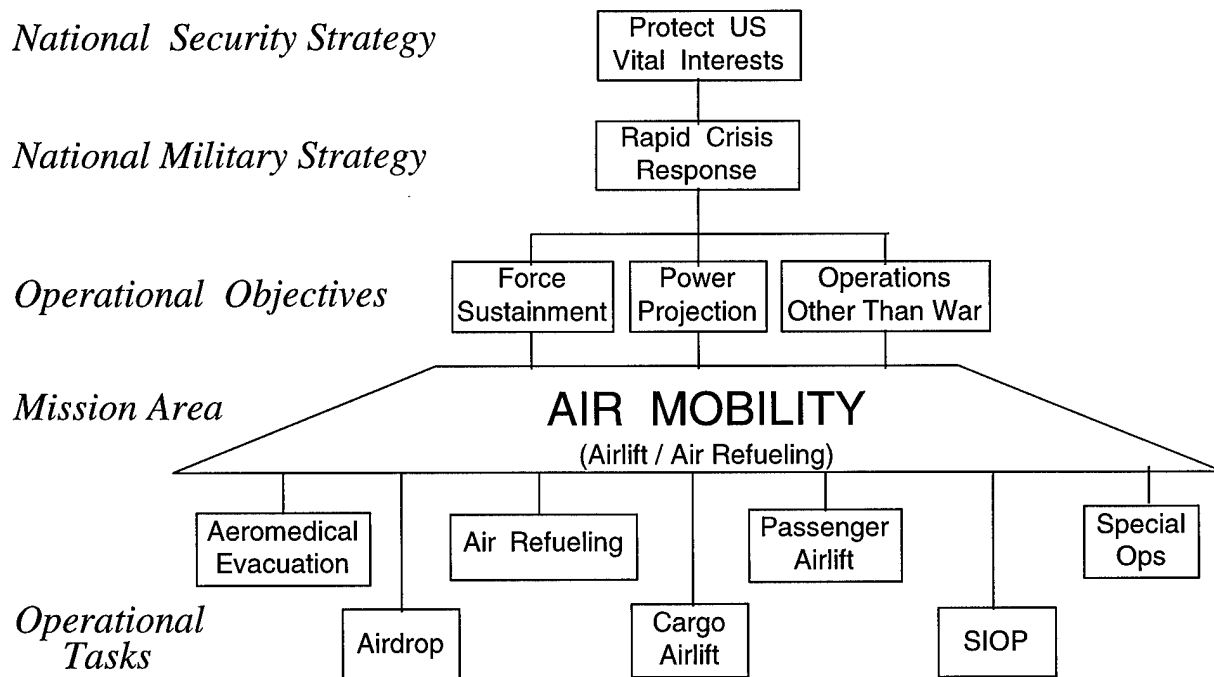 National Security Strategy
Protect US
Vital Interests
National Military Strategy
Rapid Crisis
Response
Operational Objectives
Force
Sustainment
Power
Projection
Operations
Other Than War
Mission Area
AIR MOBILITY
(Airlift / Air Refueling)
Aeromedical
Evacuation
Air Refueling
Passenger
Airlift
Special
Ops
Operational
Tasks
Airdrop
Cargo
Airlift
SIOP